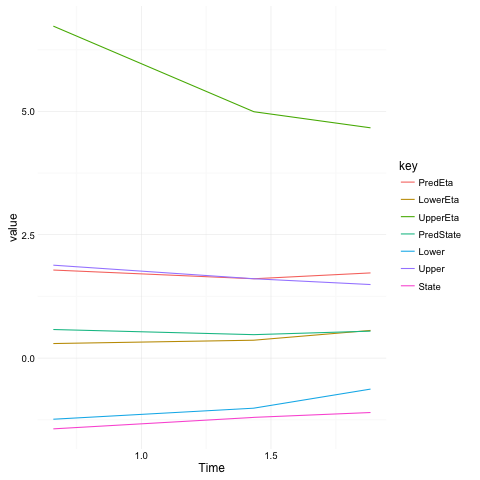 5.0
2.5
0.0
value
1.0
1.5
Time
key
PredEta
LowerEta
UpperEta
PredState
Lower
Upper
State